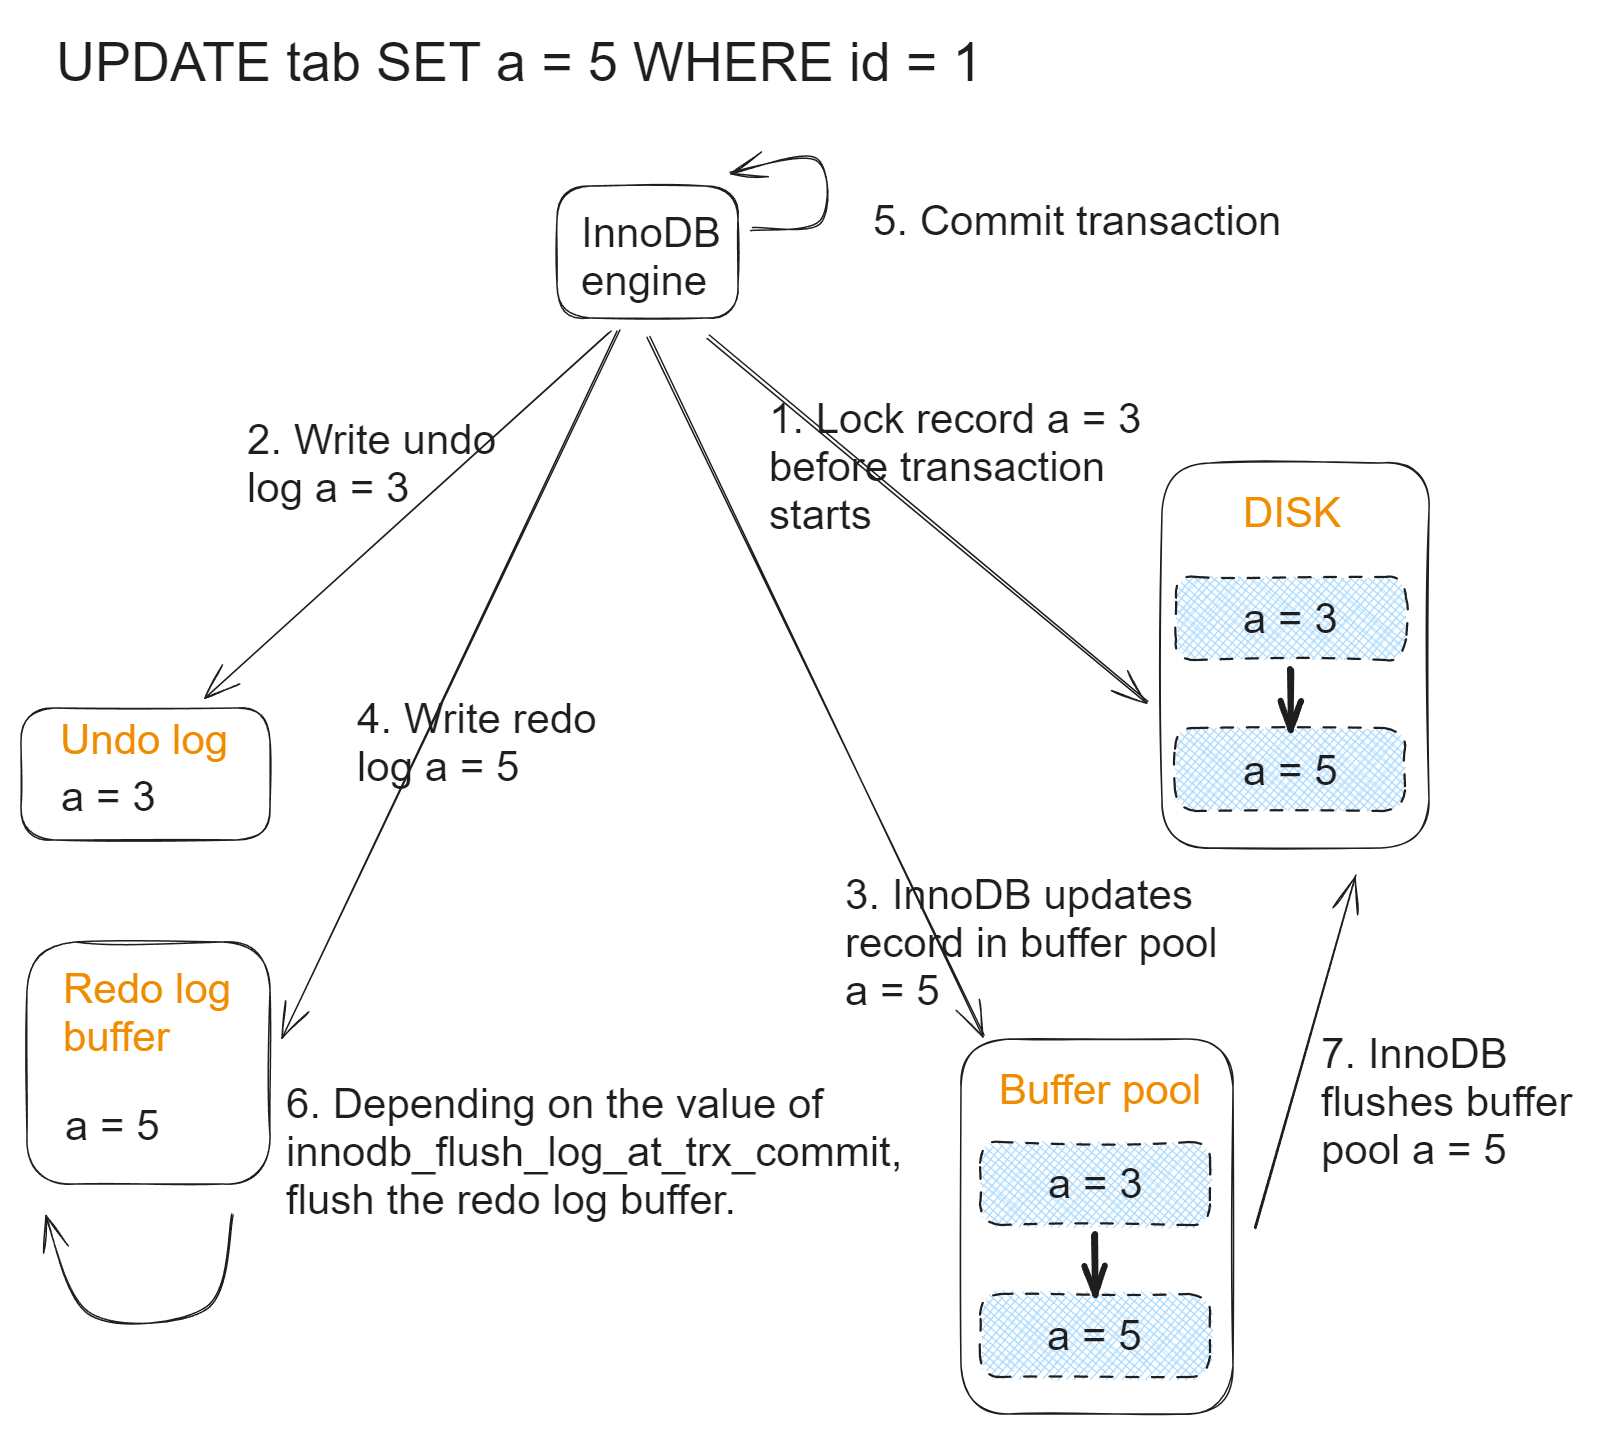 UPDATE tab SET a = 5 WHERE id = 1
InnoDB
engine
5. Commit transaction
1. Lock record a = 3
before transaction
starts
2. Write undo
log a = 3
DISK
a = 3
a = 5
Undo log
a = 3
4. Write redo
log a = 5
3. InnoDB updates
record in buffer pool
a = 5
Redo log
buffer
a = 5
6. Depending on the value of
innodb_flush_log_at_trx_commit,
flush the redo log buffer.
Buffer pool
a = 3
a = 5
7. InnoDB
flushes buffer
pool a = 5